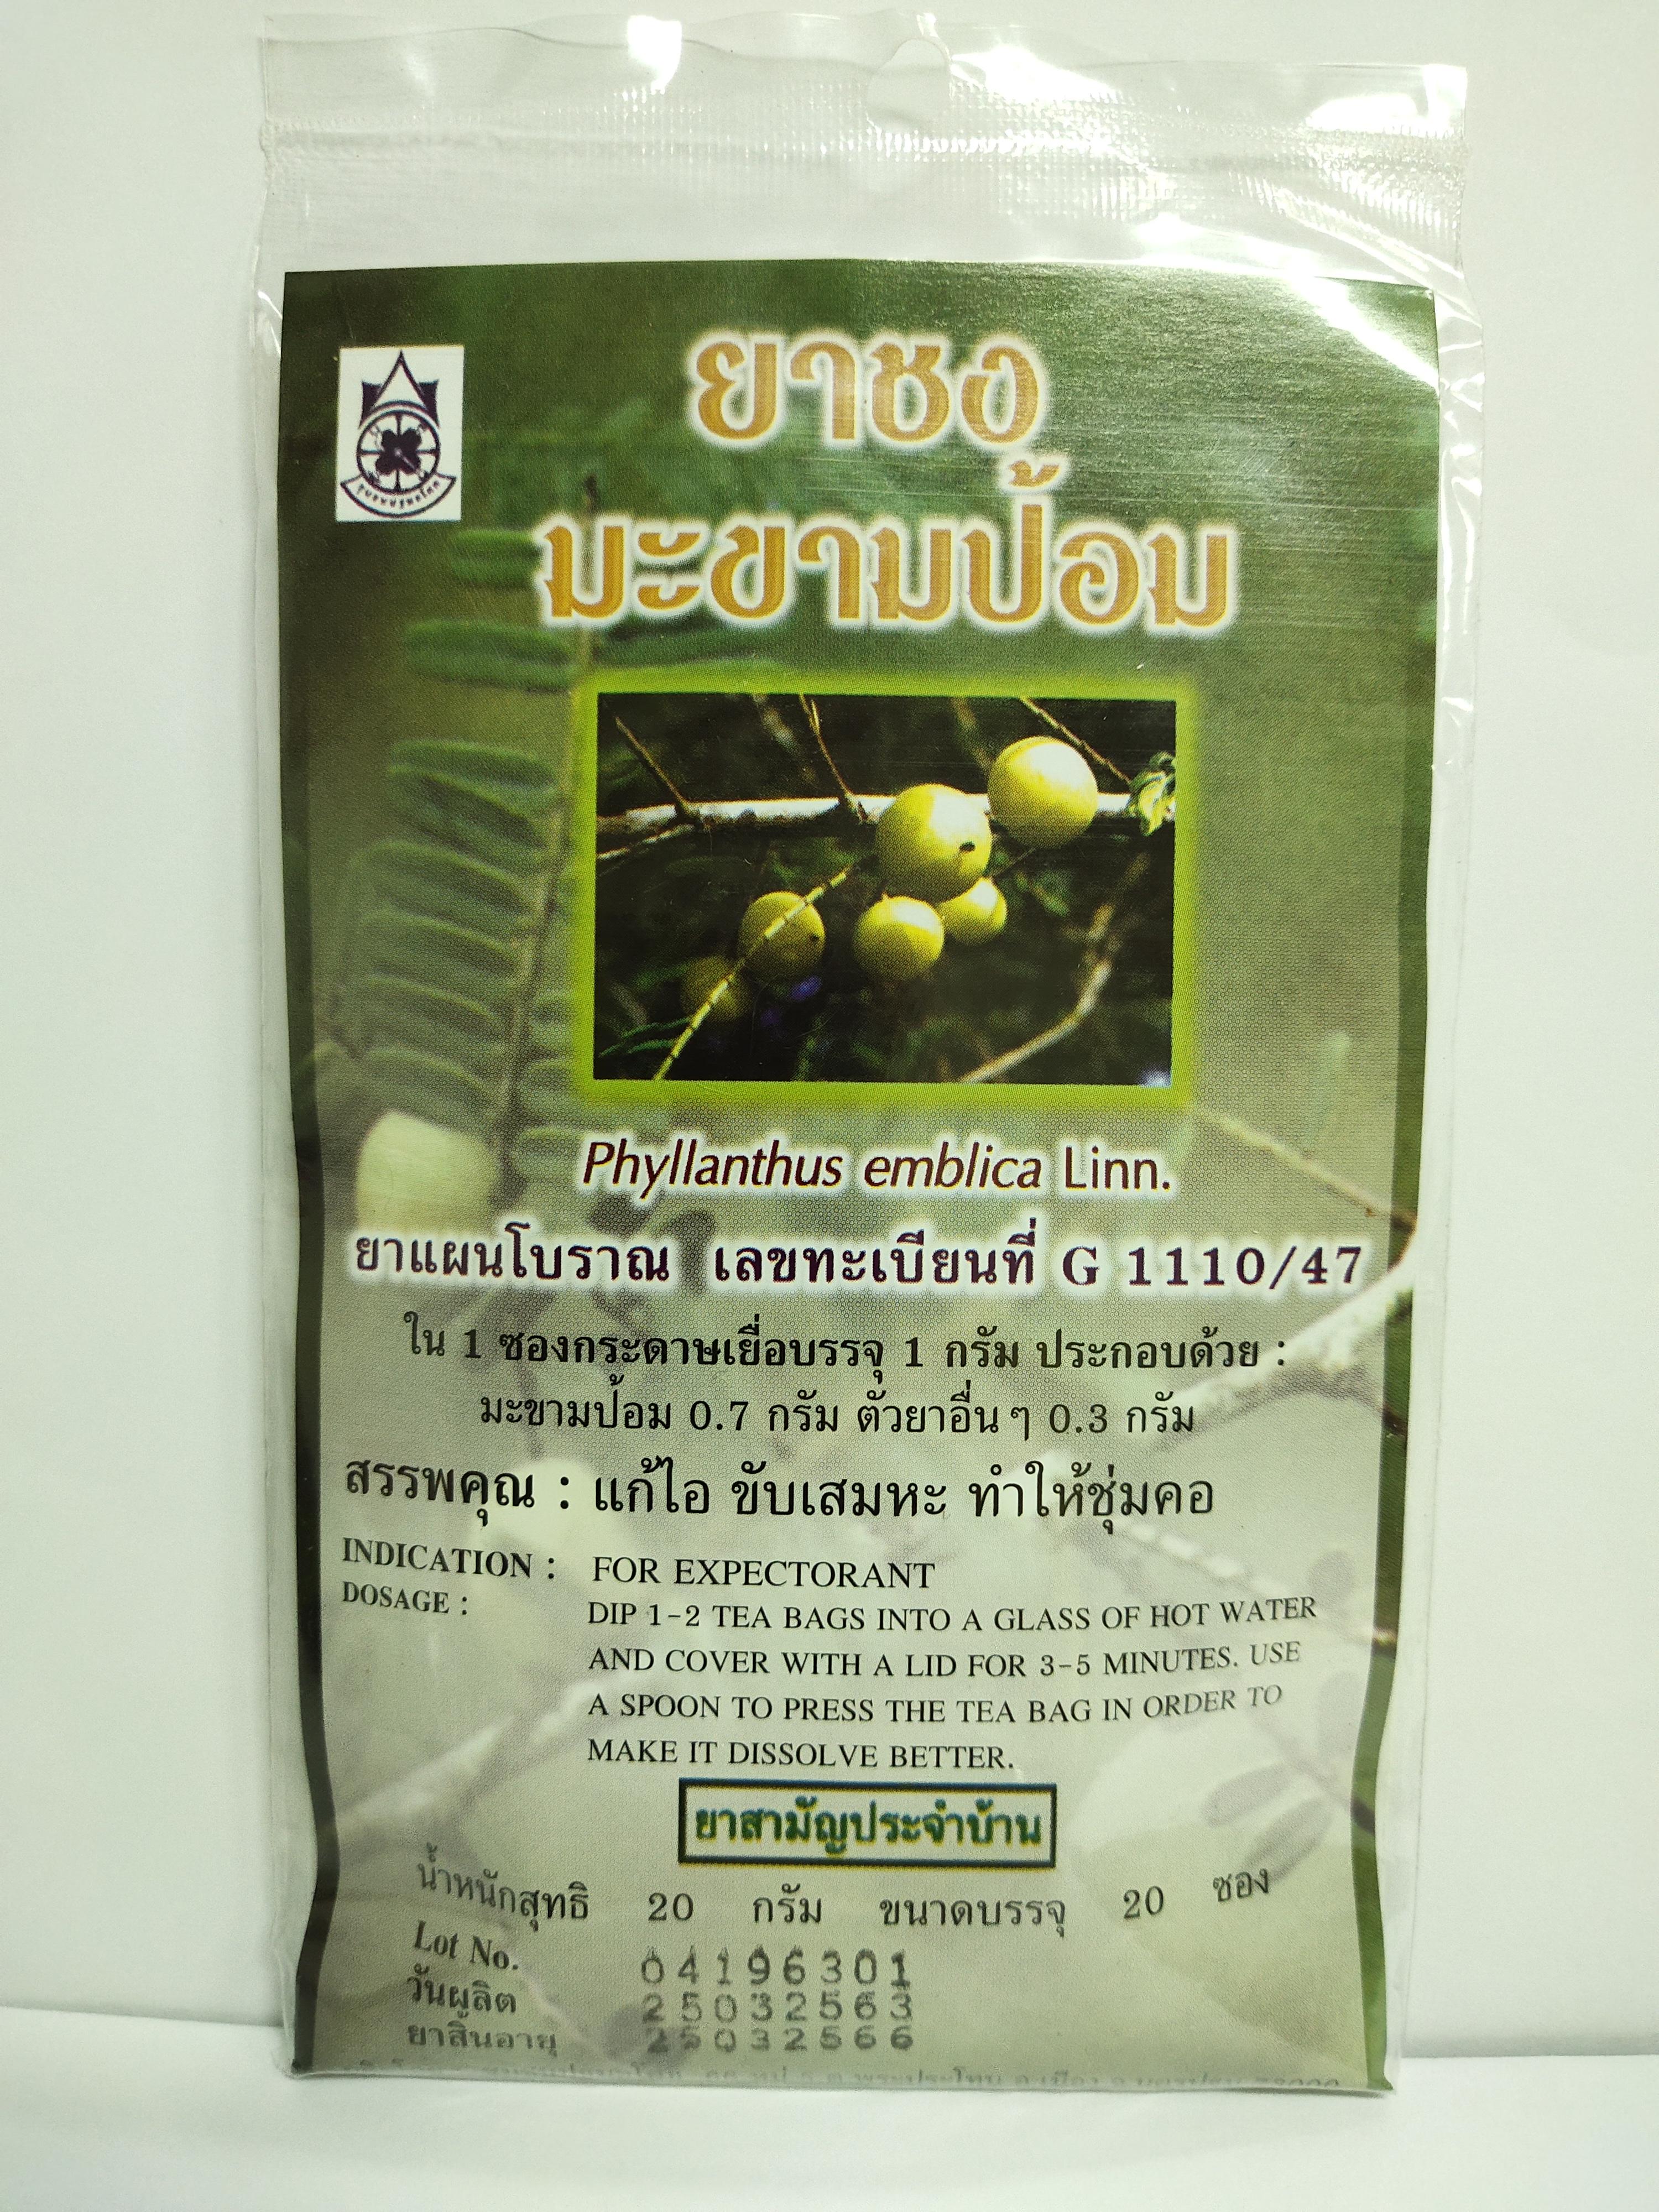 ยาชง
มะขามป้อม
Phyllanthus emblica Linn.
ยาแผนโบราณ เลขทะเบียนที่ G 1110/47
ใน 1 ซองกระดาษเยื่อบรรจุ 1 กรัม ประกอบด้วย :
มะขามป้อม 0.7 กรัม ตัวยาอื่นๆ 0.3 กรัม
สรรพคุณ : แก้ไอ ขับเสมหะ ทำให้ชุ่มคอ
INDICATION : FOR EXPECTORANT
DOSAGE : DIP 1-2 TEA BAGS INTO A GLASS OF HOT WATER
AND COVER WITH A LID FOR 3-5 MINUTES. USE
A SPOON TO PRESS THE TEA BAG IN ORDER TO
MAKE IT DISSOLVE BETTER.
ยาสามัญประจำบ้าน
น้ำหนักสุทธิ 20 กรัม ขนาดบรรจุ 20 ซอง
Lot No. 04196301
วันผลิต 25032563
ยาสิ้นอายุ 25032566